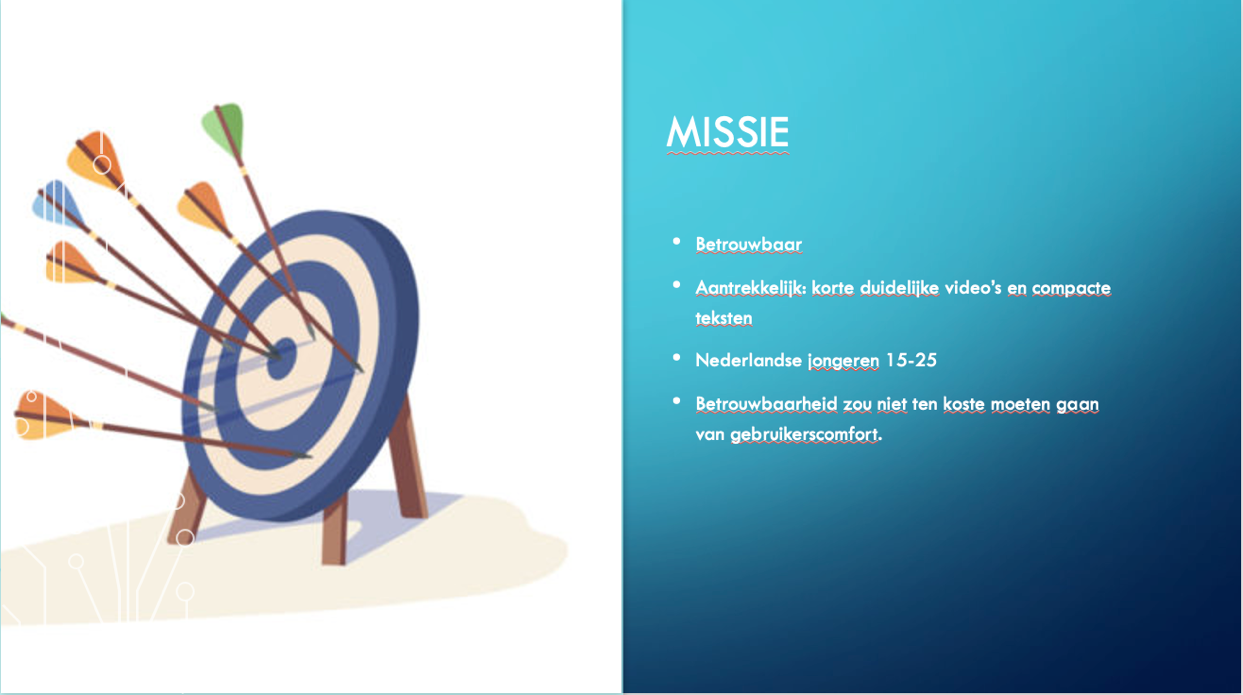 MISSIE
• Betrouwbaar
• Aantrekkelijk: korte duidelijke video's en compacte
teksten
• Nederlandse jongeren 15-25
• Betrouwbaarheid zou niet ten koste moeten gaan
van gebruikerscomfort.